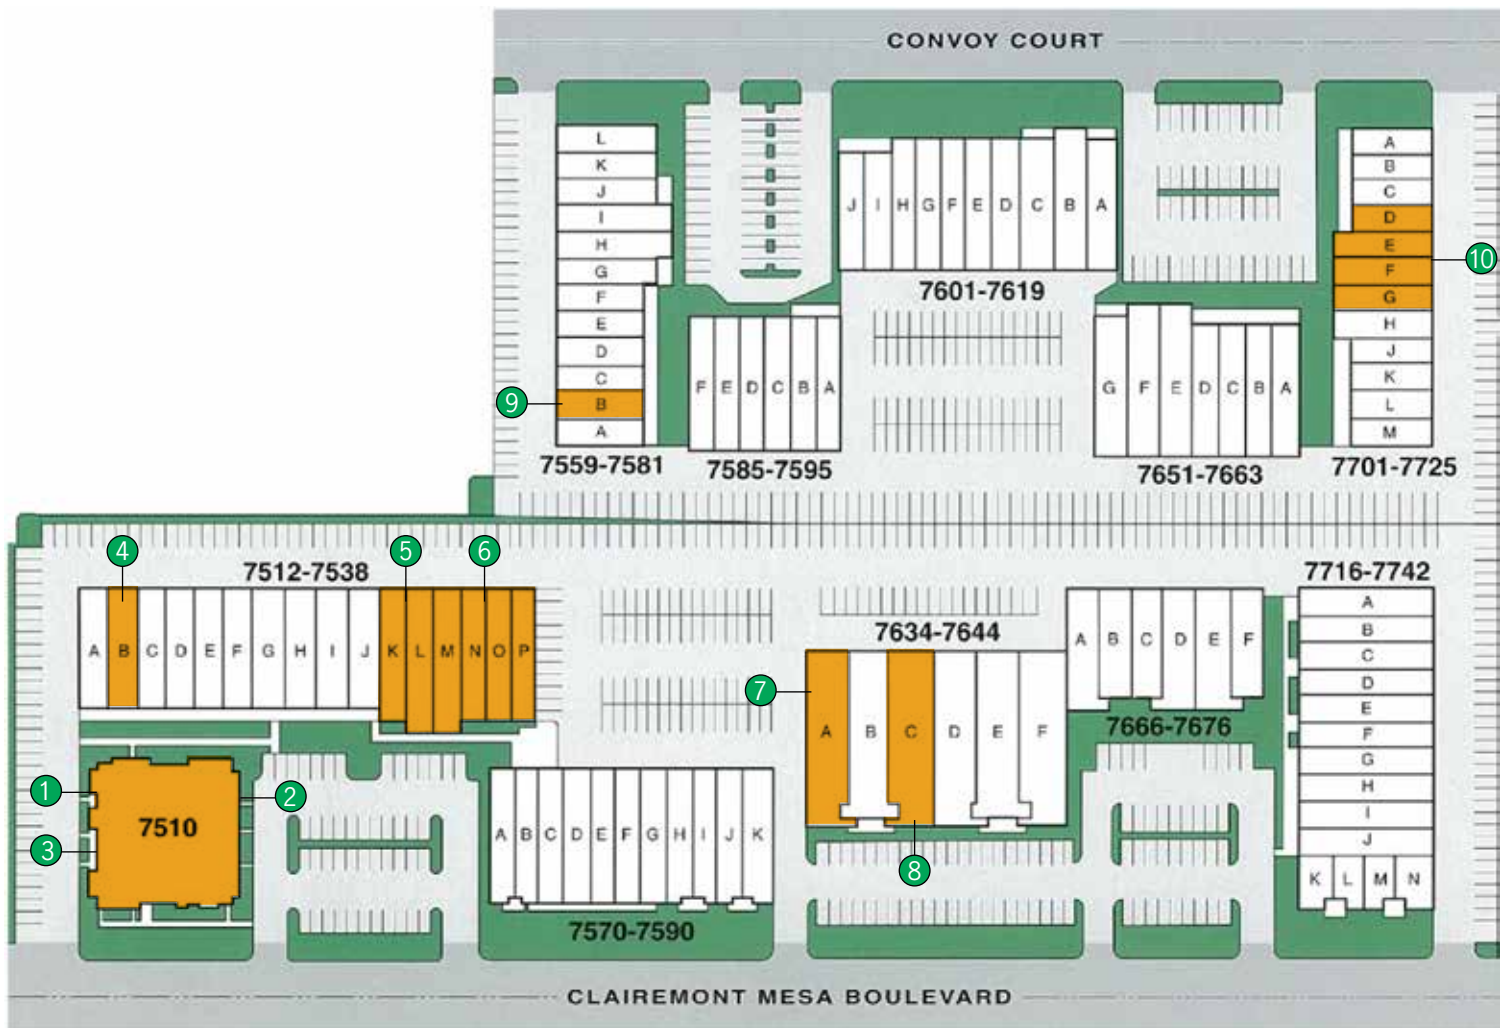 CONVOY COURT
L
K
J
I
H
G
F
E
D
C
B
A
9
7559-7581
F E D C B A
7585-7595
J I H G F E D C B A
7601-7619
G F E D C B A
7651-7663
A
B
C
D
E
F
G
H
J
K
L
M
10
7701-7725
4
5
6
7512-7538
A B C D E F G H I J K L M N O P
1
2
3
7510
A B C D E F G H I J K
7570-7590
7634-7644
7
A B C D E F
8
A B C D E F
7666-7676
7716-7742
A
B
C
D
E
F
G
H
I
J
K L M N
CLAIREMONT MESA BOULEVARD